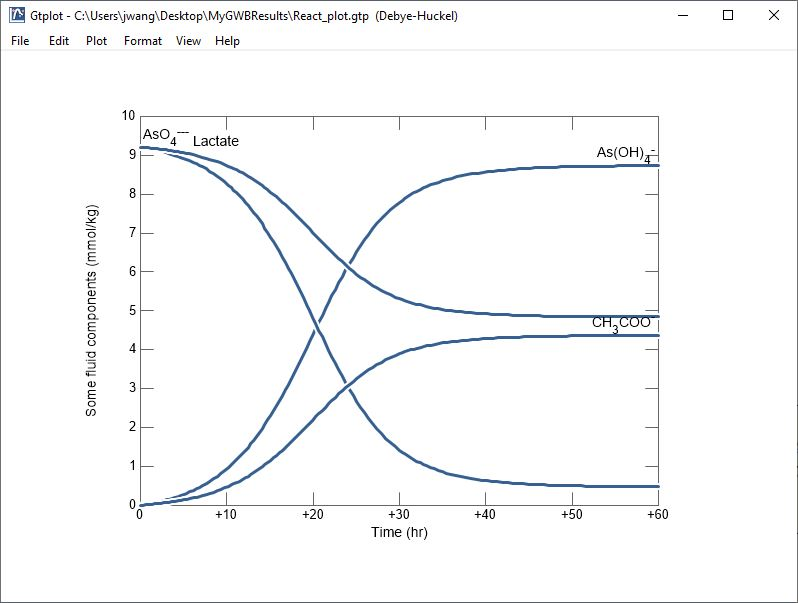 Gtplot - C:\Users\jwang\Desktop\MyGWBResults\React_plot.gtp (Debye-Huckel)
File Edit Plot Format View Help
10
AsO4--- Lactate
As(OH)4-
9
8
7
6
5
CH3COO-
4
3
2
1
0
Some fluid components (mmol/kg)
0 +10 +20 +30 +40 +50 +60
Time (hr)